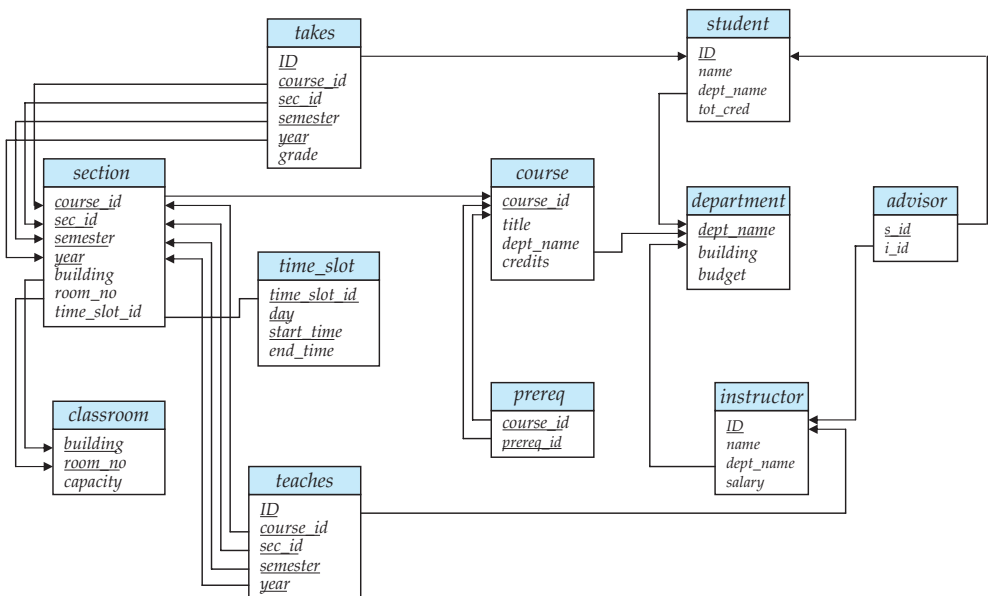 takes
ID
course_id
sec_id
semester
year
grade
student
ID
name
dept_name
tot_cred
section
course_id
sec_id
semester
year
building
room_no
time_slot_id
course
course_id
title
dept_name
credits
department
dept_name
building
budget
advisor
s_id
i_id
time_slot
time_slot_id
day
start_time
end_time
prereq
course_id
prereq_id
instructor
ID
name
dept_name
salary
classroom
building
room_no
capacity
teaches
ID
course_id
sec_id
semester
year